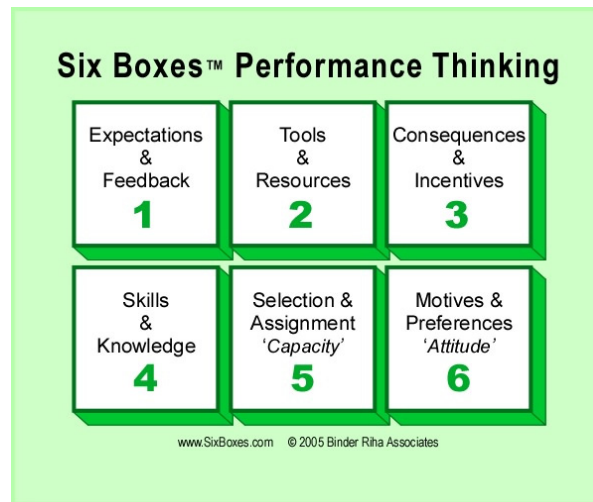 Six Boxes™ Performance Thinking
Expectations
&
Feedback
1
Tools
&
Resources
2
Consequences
&
Incentives
3
Skills
&
Knowledge
4
Selection &
Assignment
‘Capacity’
5
Motives &
Preferences
‘Attitude’
6
www.SixBoxes.com © 2005 Binder Riha Associates